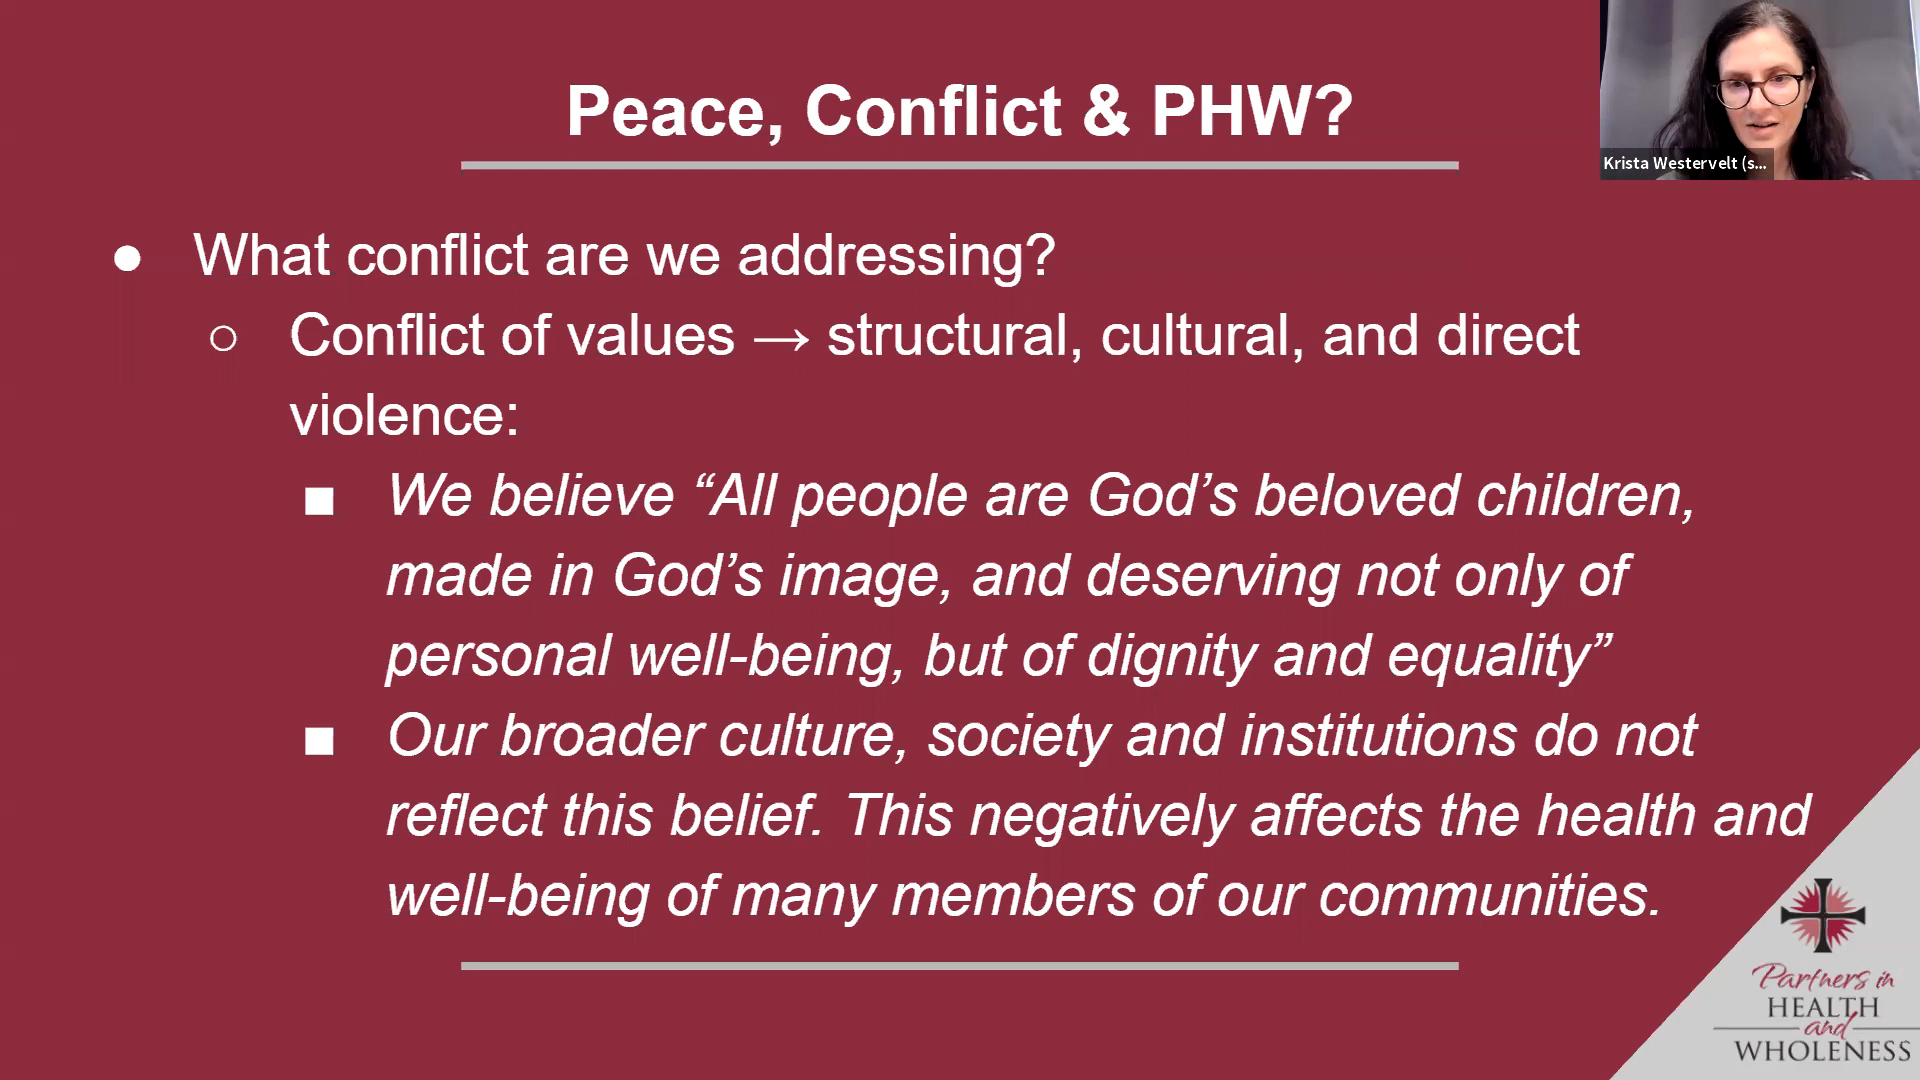 Peace, Conflict & PHW?
Krista Westervelt (s...
● What conflict are we addressing?
○ Conflict of values → structural, cultural, and direct
violence:
■ We believe “All people are God’s beloved children,
made in God’s image, and deserving not only of
personal well-being, but of dignity and equality”
■ Our broader culture, society and institutions do not
reflect this belief. This negatively affects the health and
well-being of many members of our communities.
Partners in
HEALTH
and
WHOLENESS